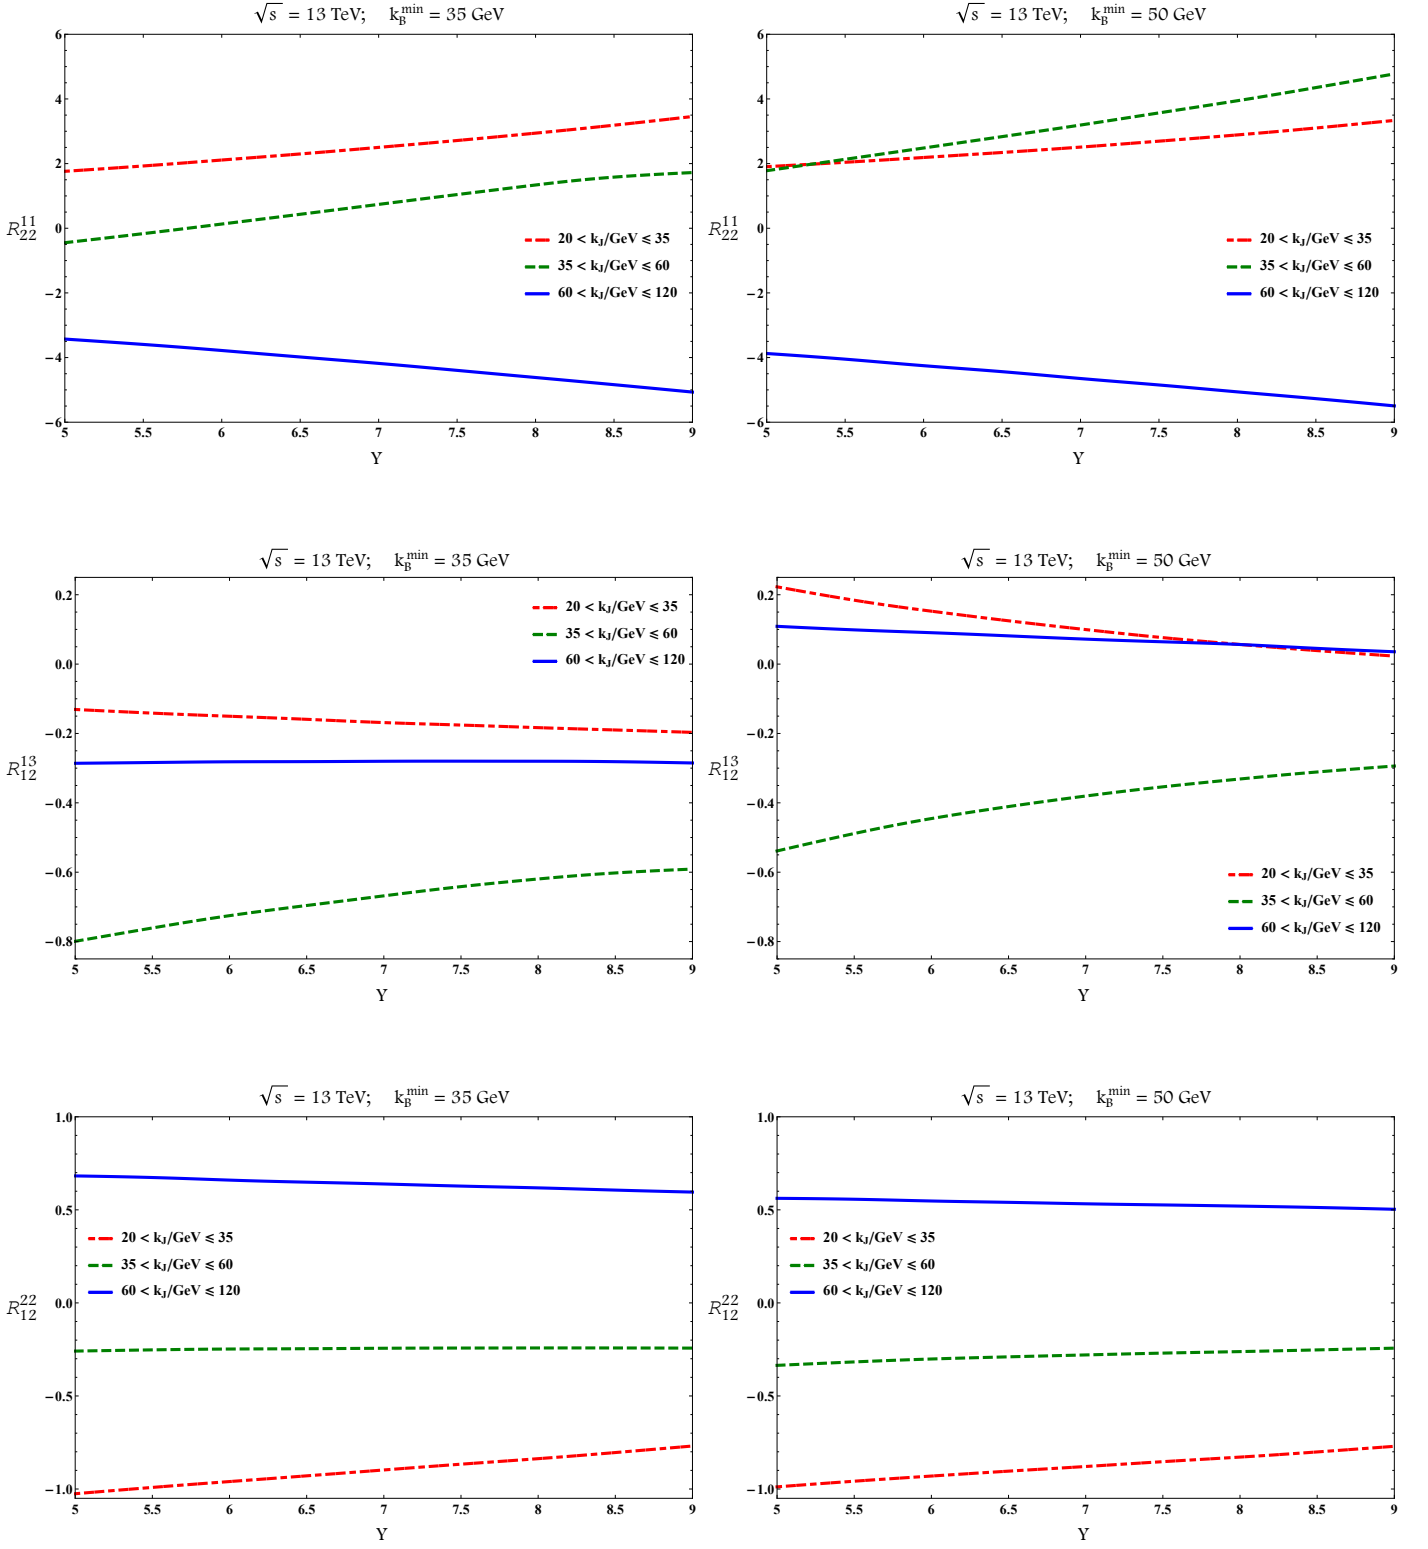 √s = 13 TeV; k_B^min = 35 GeV
6
4
2
0
−2
−4
−6
R_22^11
20 < k_J/GeV ⩽ 35
35 < k_J/GeV ⩽ 60
60 < k_J/GeV ⩽ 120
5 5.5 6 6.5 7 7.5 8 8.5 9
Y
√s = 13 TeV; k_B^min = 50 GeV
6
4
2
0
−2
−4
−6
R_22^11
20 < k_J/GeV ⩽ 35
35 < k_J/GeV ⩽ 60
60 < k_J/GeV ⩽ 120
5 5.5 6 6.5 7 7.5 8 8.5 9
Y
√s = 13 TeV; k_B^min = 35 GeV
0.2
0.0
−0.2
−0.4
−0.6
−0.8
R_12^13
20 < k_J/GeV ⩽ 35
35 < k_J/GeV ⩽ 60
60 < k_J/GeV ⩽ 120
5 5.5 6 6.5 7 7.5 8 8.5 9
Y
√s = 13 TeV; k_B^min = 50 GeV
0.2
0.0
−0.2
−0.4
−0.6
−0.8
R_12^13
20 < k_J/GeV ⩽ 35
35 < k_J/GeV ⩽ 60
60 < k_J/GeV ⩽ 120
5 5.5 6 6.5 7 7.5 8 8.5 9
Y
√s = 13 TeV; k_B^min = 35 GeV
1.0
0.5
0.0
−0.5
−1.0
R_12^22
20 < k_J/GeV ⩽ 35
35 < k_J/GeV ⩽ 60
60 < k_J/GeV ⩽ 120
5 5.5 6 6.5 7 7.5 8 8.5 9
Y
√s = 13 TeV; k_B^min = 50 GeV
1.0
0.5
0.0
−0.5
−1.0
R_12^22
20 < k_J/GeV ⩽ 35
35 < k_J/GeV ⩽ 60
60 < k_J/GeV ⩽ 120
5 5.5 6 6.5 7 7.5 8 8.5 9
Y